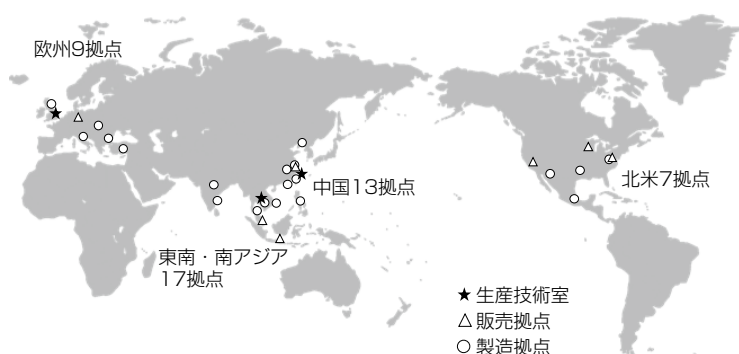 欧州9拠点
中国13拠点
北米7拠点
東南・南アジア
17拠点
★ 生産技術室
△ 販売拠点
○ 製造拠点